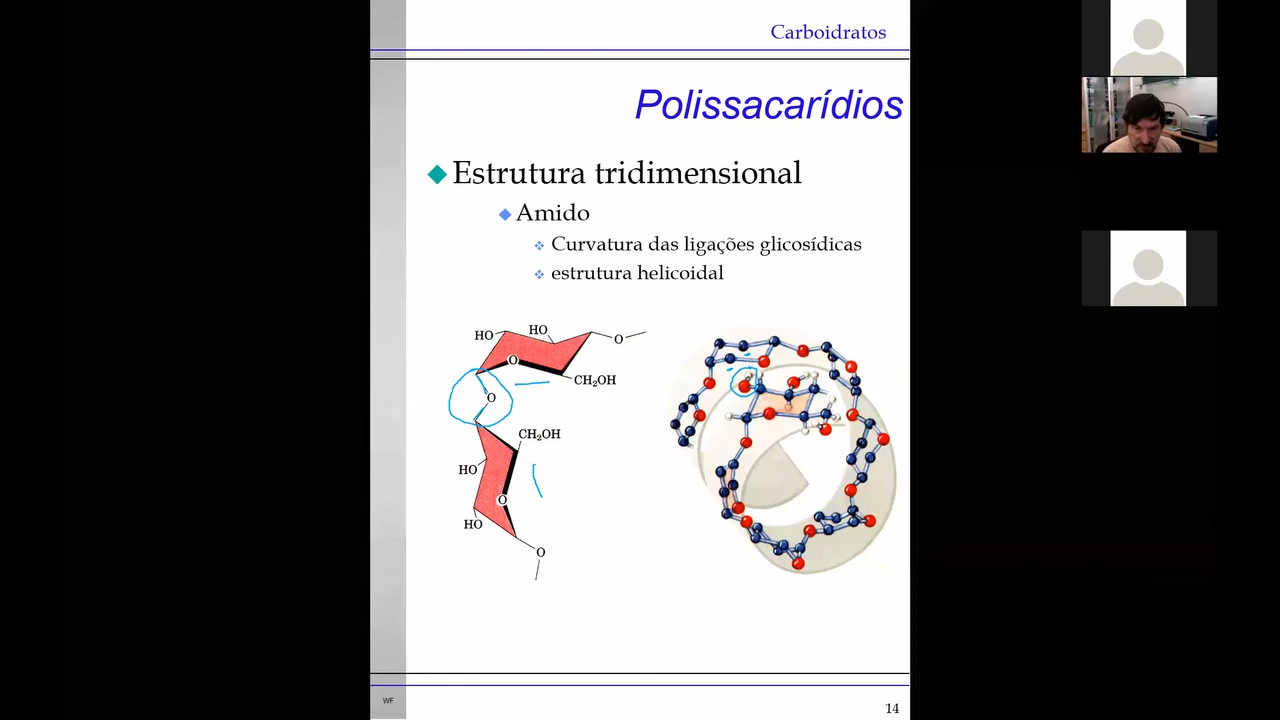 Carboidratos
Polissacarídios
Estrutura tridimensional
Amido
Curvatura das ligações glicosídicas
estrutura helicoidal
HO HO O
O
CH₂OH
O
CH₂OH
HO
O
HO
O
WF
14